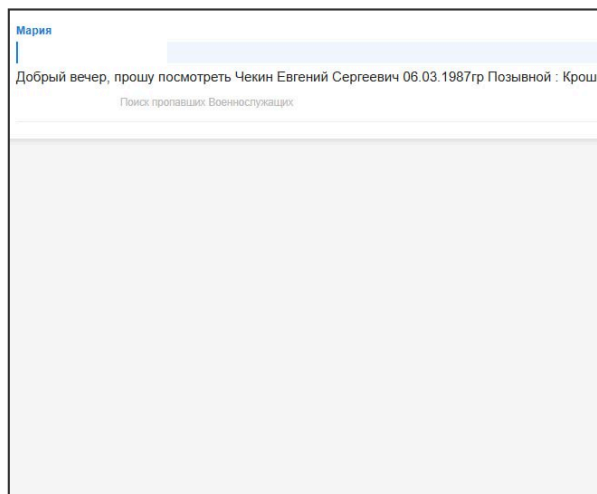 Мария
Добрый вечер, прошу посмотреть Чекин Евгений Сергеевич 06.03.1987гр Позывной : Крош
Поиск пропавших Военнослужащих